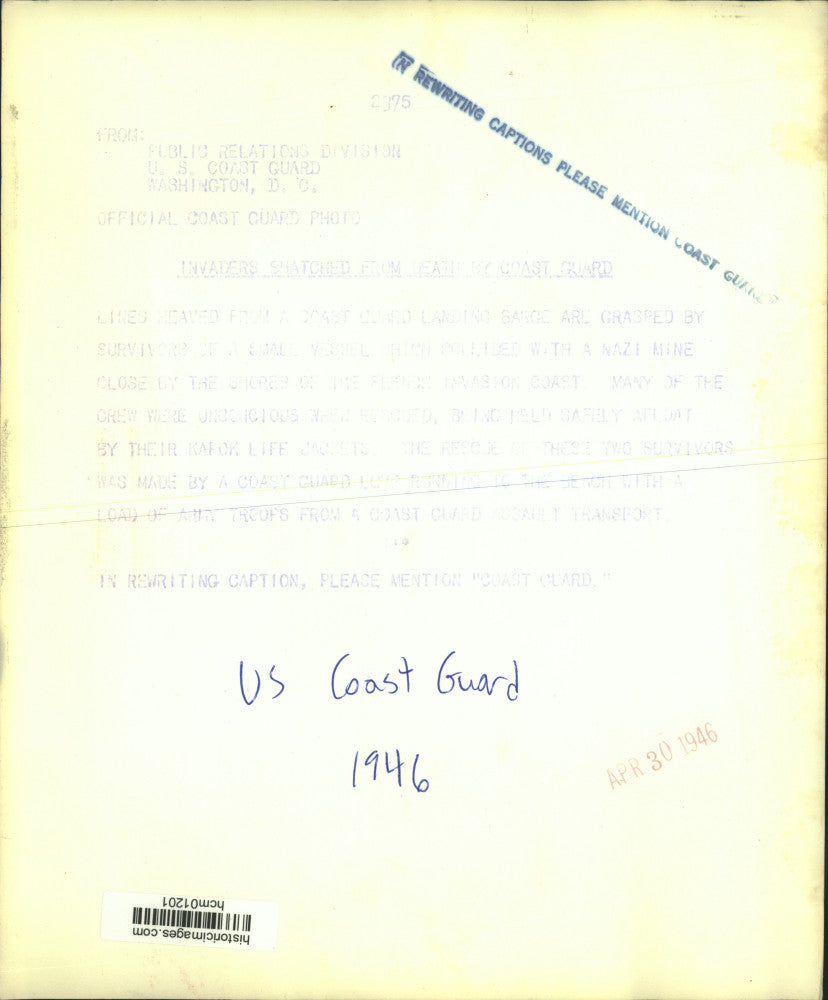 IN REWRITING CAPTIONS PLEASE MENTION COAST GUARD
2375
FROM:
PUBLIC RELATIONS DIVISION
U. S. COAST GUARD
WASHINGTON, D. C.
OFFICIAL COAST GUARD PHOTO
INVADERS SNATCHED FROM DEATH BY COAST GUARD
LINES HEAVED FROM A COAST GUARD LANDING BARGE ARE GRASPED BY
SURVIVORS OF A SMALL VESSEL WHICH COLLIDED WITH A NAZI MINE
CLOSE BY THE SHORES OF THE FRENCH INVASION COAST. MANY OF THE
CREW WERE UNCONCIOUS WHEN RESCUED, BEING HELD SAFELY AFLOAT
BY THEIR KAPOK LIFE JACKETS. THE RESCUE OF THESE TWO SURVIVORS
WAS MADE BY A COAST GUARD RUNNING TO THE BEACH WITH A
LOAD OF ARMY TROOPS FROM A COAST GUARD ASSAULT TRANSPORT.
IN REWRITING CAPTION, PLEASE MENTION "COAST GUARD."
US Coast Guard
1946
APR 30 1946
historicimages.com
hcm01201